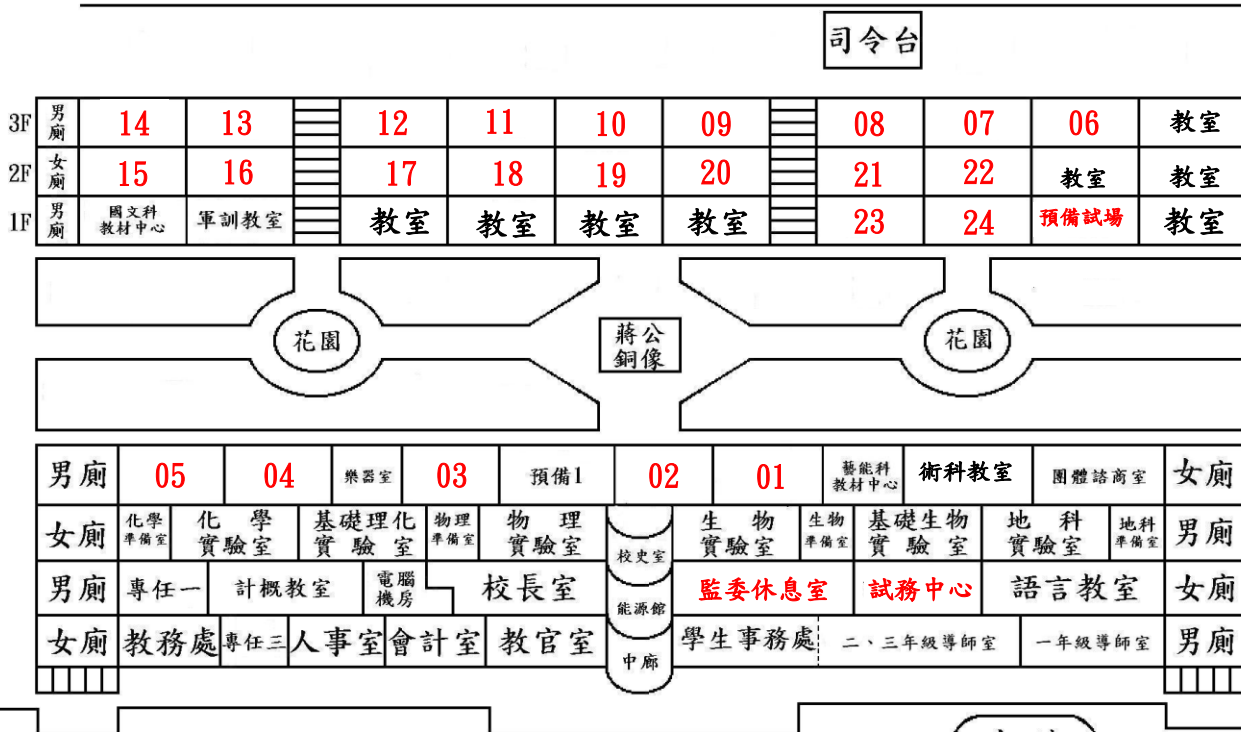 司令台
3F 男廁 14 13 12 11 10 09 08 07 06 教室
2F 女廁 15 16 17 18 19 20 21 22 教室 教室
1F 男廁 國文科教材中心 軍訓教室 教室 教室 教室 教室 23 24 預備試場 教室
花園 蔣公銅像 花園
男廁 05 04 樂器室 03 預備1 02 01 藝能科教材中心 術科教室 團體諮商室 女廁
女廁 化學準備室 化學實驗室 基礎理化實驗室 物理準備室 物理實驗室 校史室 生物實驗室 生物準備室 基礎生物實驗室 地科實驗室 地科準備室 男廁
男廁 專任一 計概教室 電腦機房 校長室 能源館 監委休息室 試務中心 語言教室 女廁
女廁 教務處 專任三 人事室 會計室 教官室 中廊 學生事務處 二、三年級導師室 一年級導師室 男廁